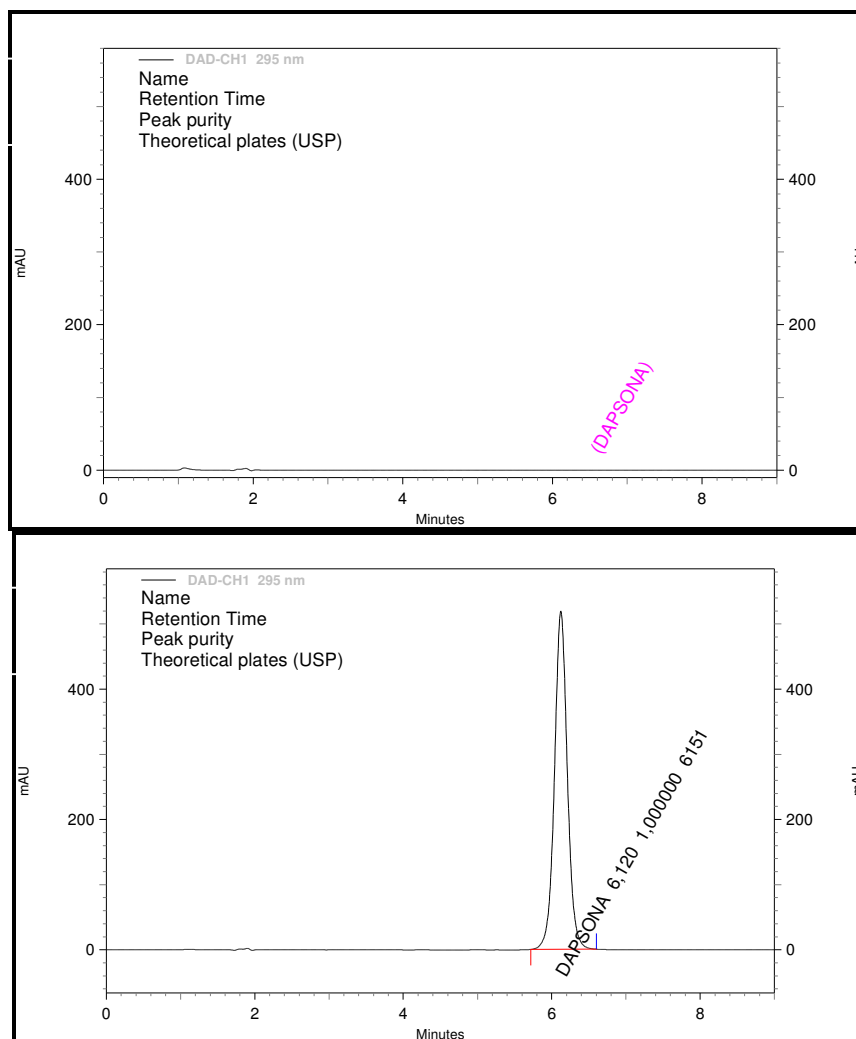 DAD-CH1 295 nm
Name
Retention Time
Peak purity
Theoretical plates (USP)
400
400
mAU
200
200
(DAPSONA)
0
0
0
2
4
6
8
Minutes
DAD-CH1 295 nm
Name
Retention Time
Peak purity
Theoretical plates (USP)
400
400
mAU
200
200
DAPSONA 6,120 1,000000 6151
0
0
0
2
4
6
8
Minutes